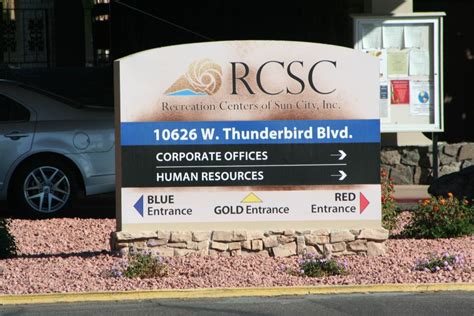 RCSC
Recreation Centers of Sun City, Inc.
10626 W. Thunderbird Blvd.
CORPORATE OFFICES
HUMAN RESOURCES
BLUE Entrance
GOLD Entrance
RED Entrance